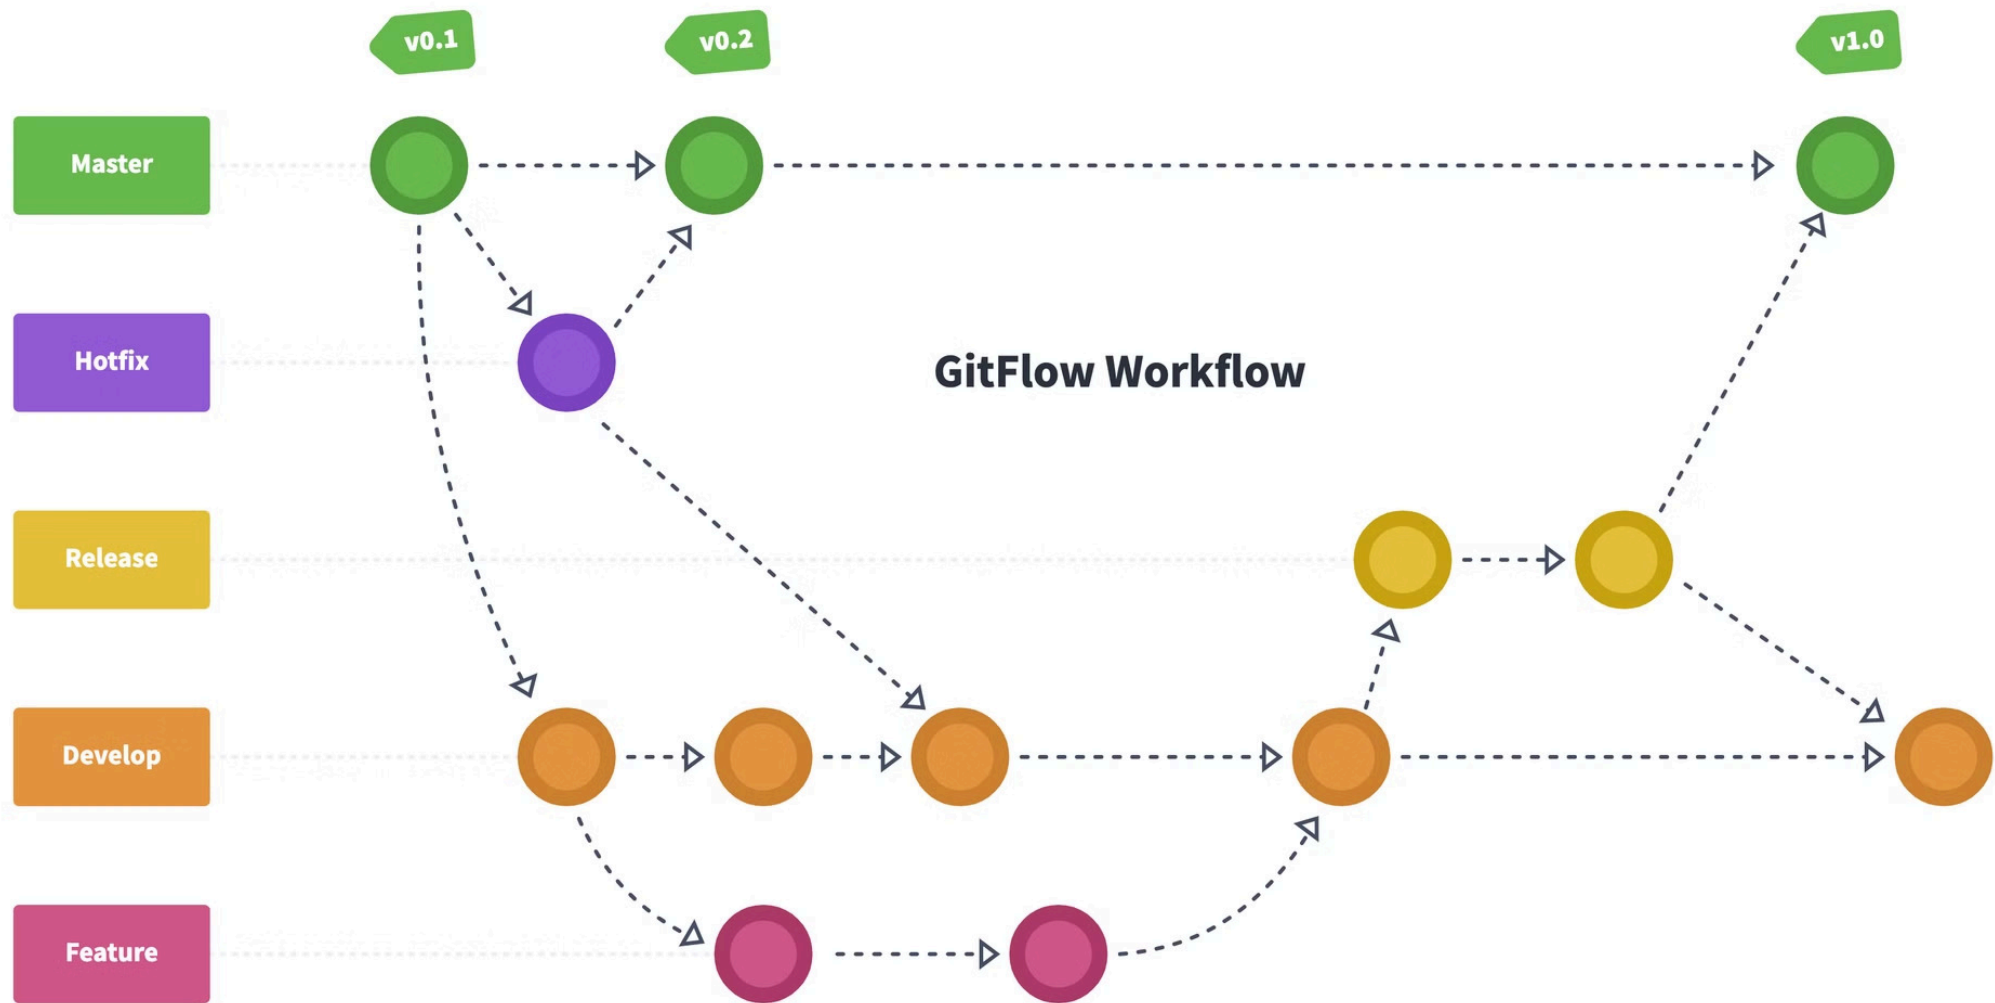 v0.1
v0.2
v1.0
Master
Hotfix
GitFlow Workflow
Release
Develop
Feature